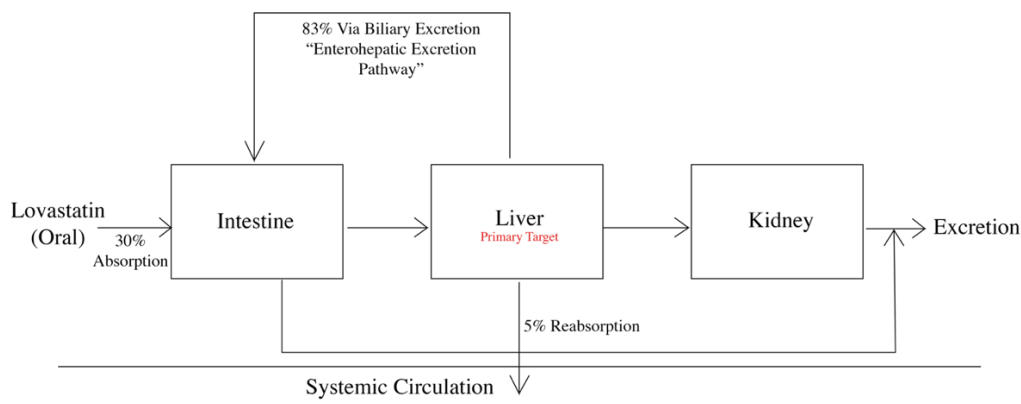 83% Via Biliary Excretion
“Enterohepatic Excretion
Pathway”
Lovastatin
(Oral)
30%
Absorption
Intestine
Liver
Primary Target
Kidney
Excretion
5% Reabsorption
Systemic Circulation